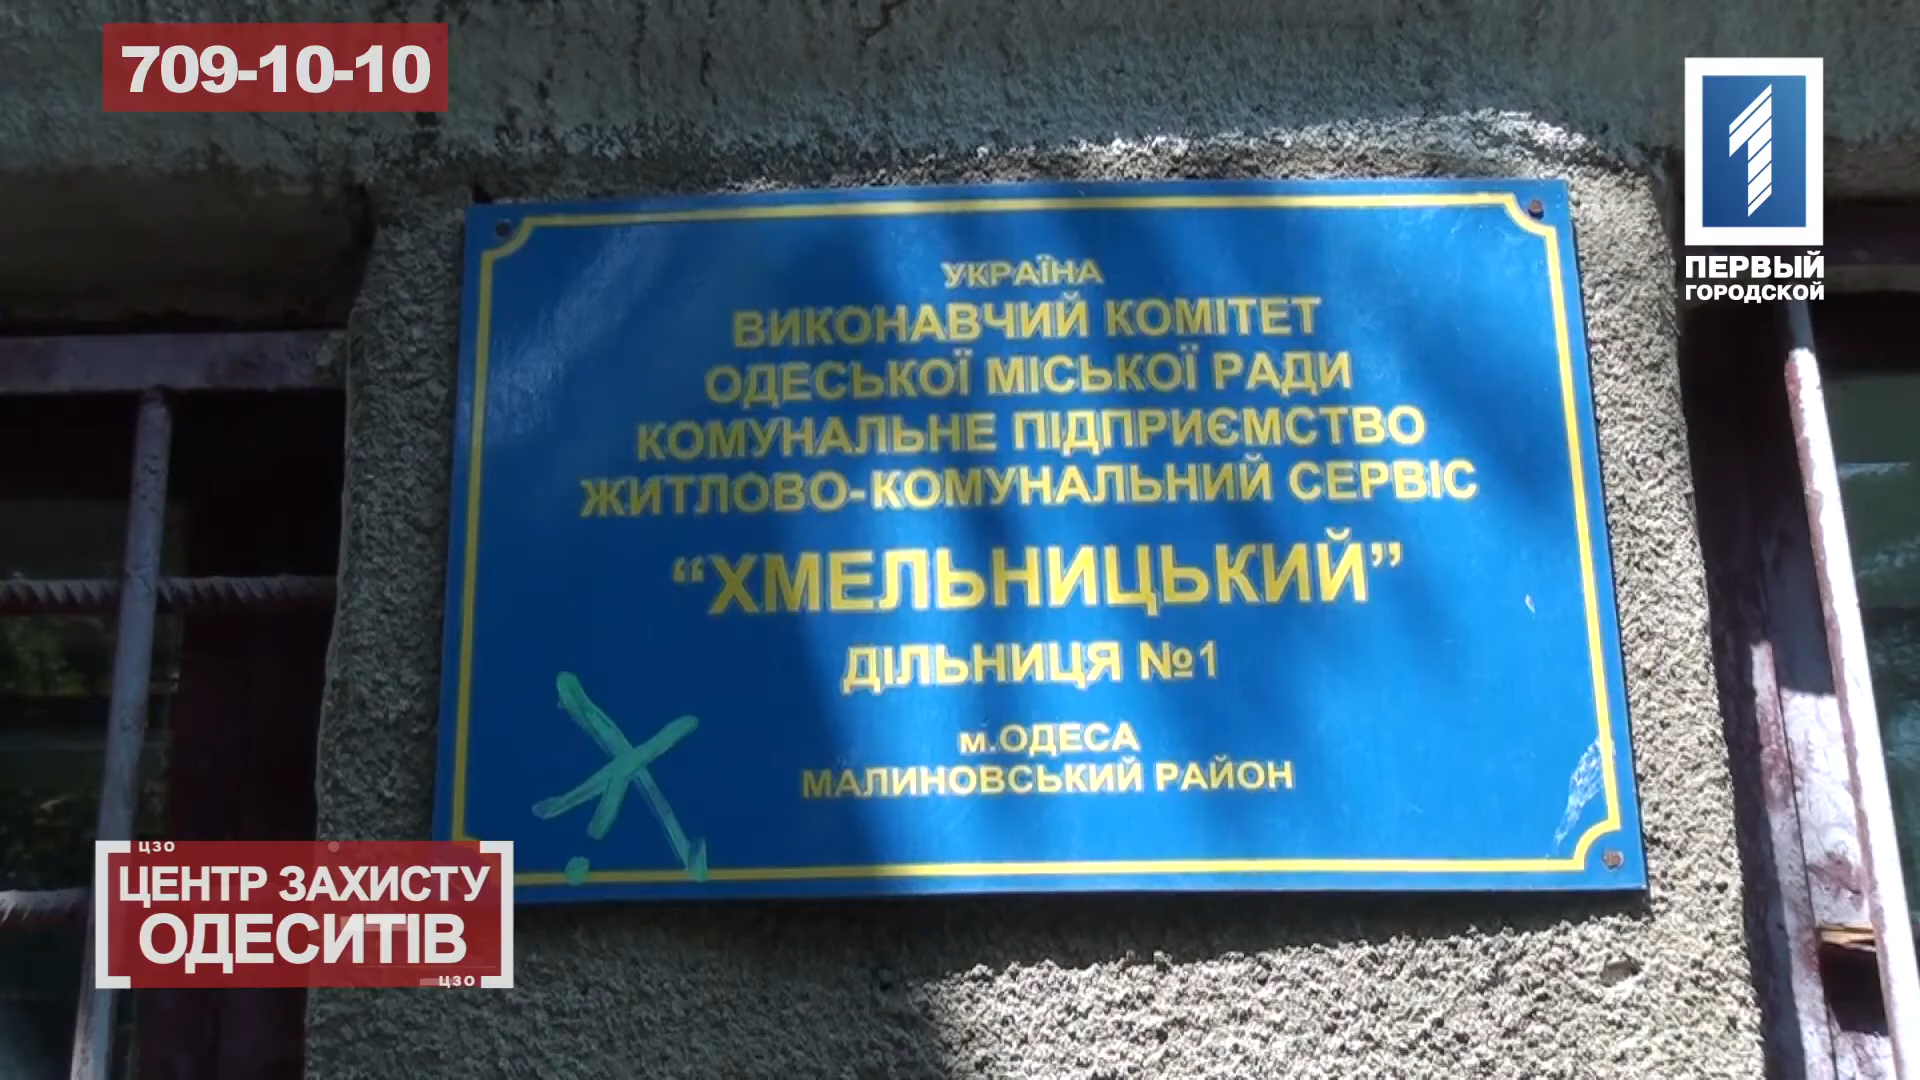 709-10-10
1
ПЕРВЫЙ
ГОРОДСКОЙ
УКРАЇНА
ВИКОНАВЧИЙ КОМІТЕТ
ОДЕСЬКОЇ МІСЬКОЇ РАДИ
КОМУНАЛЬНЕ ПІДПРИЄМСТВО
ЖИТЛОВО-КОМУНАЛЬНИЙ СЕРВІС
“ХМЕЛЬНИЦЬКИЙ”
ДІЛЬНИЦЯ №1
м.ОДЕСА
МАЛИНОВСЬКИЙ РАЙОН
ЦЗО
ЦЕНТР ЗАХИСТУ
ОДЕСИТІВ
ЦЗО